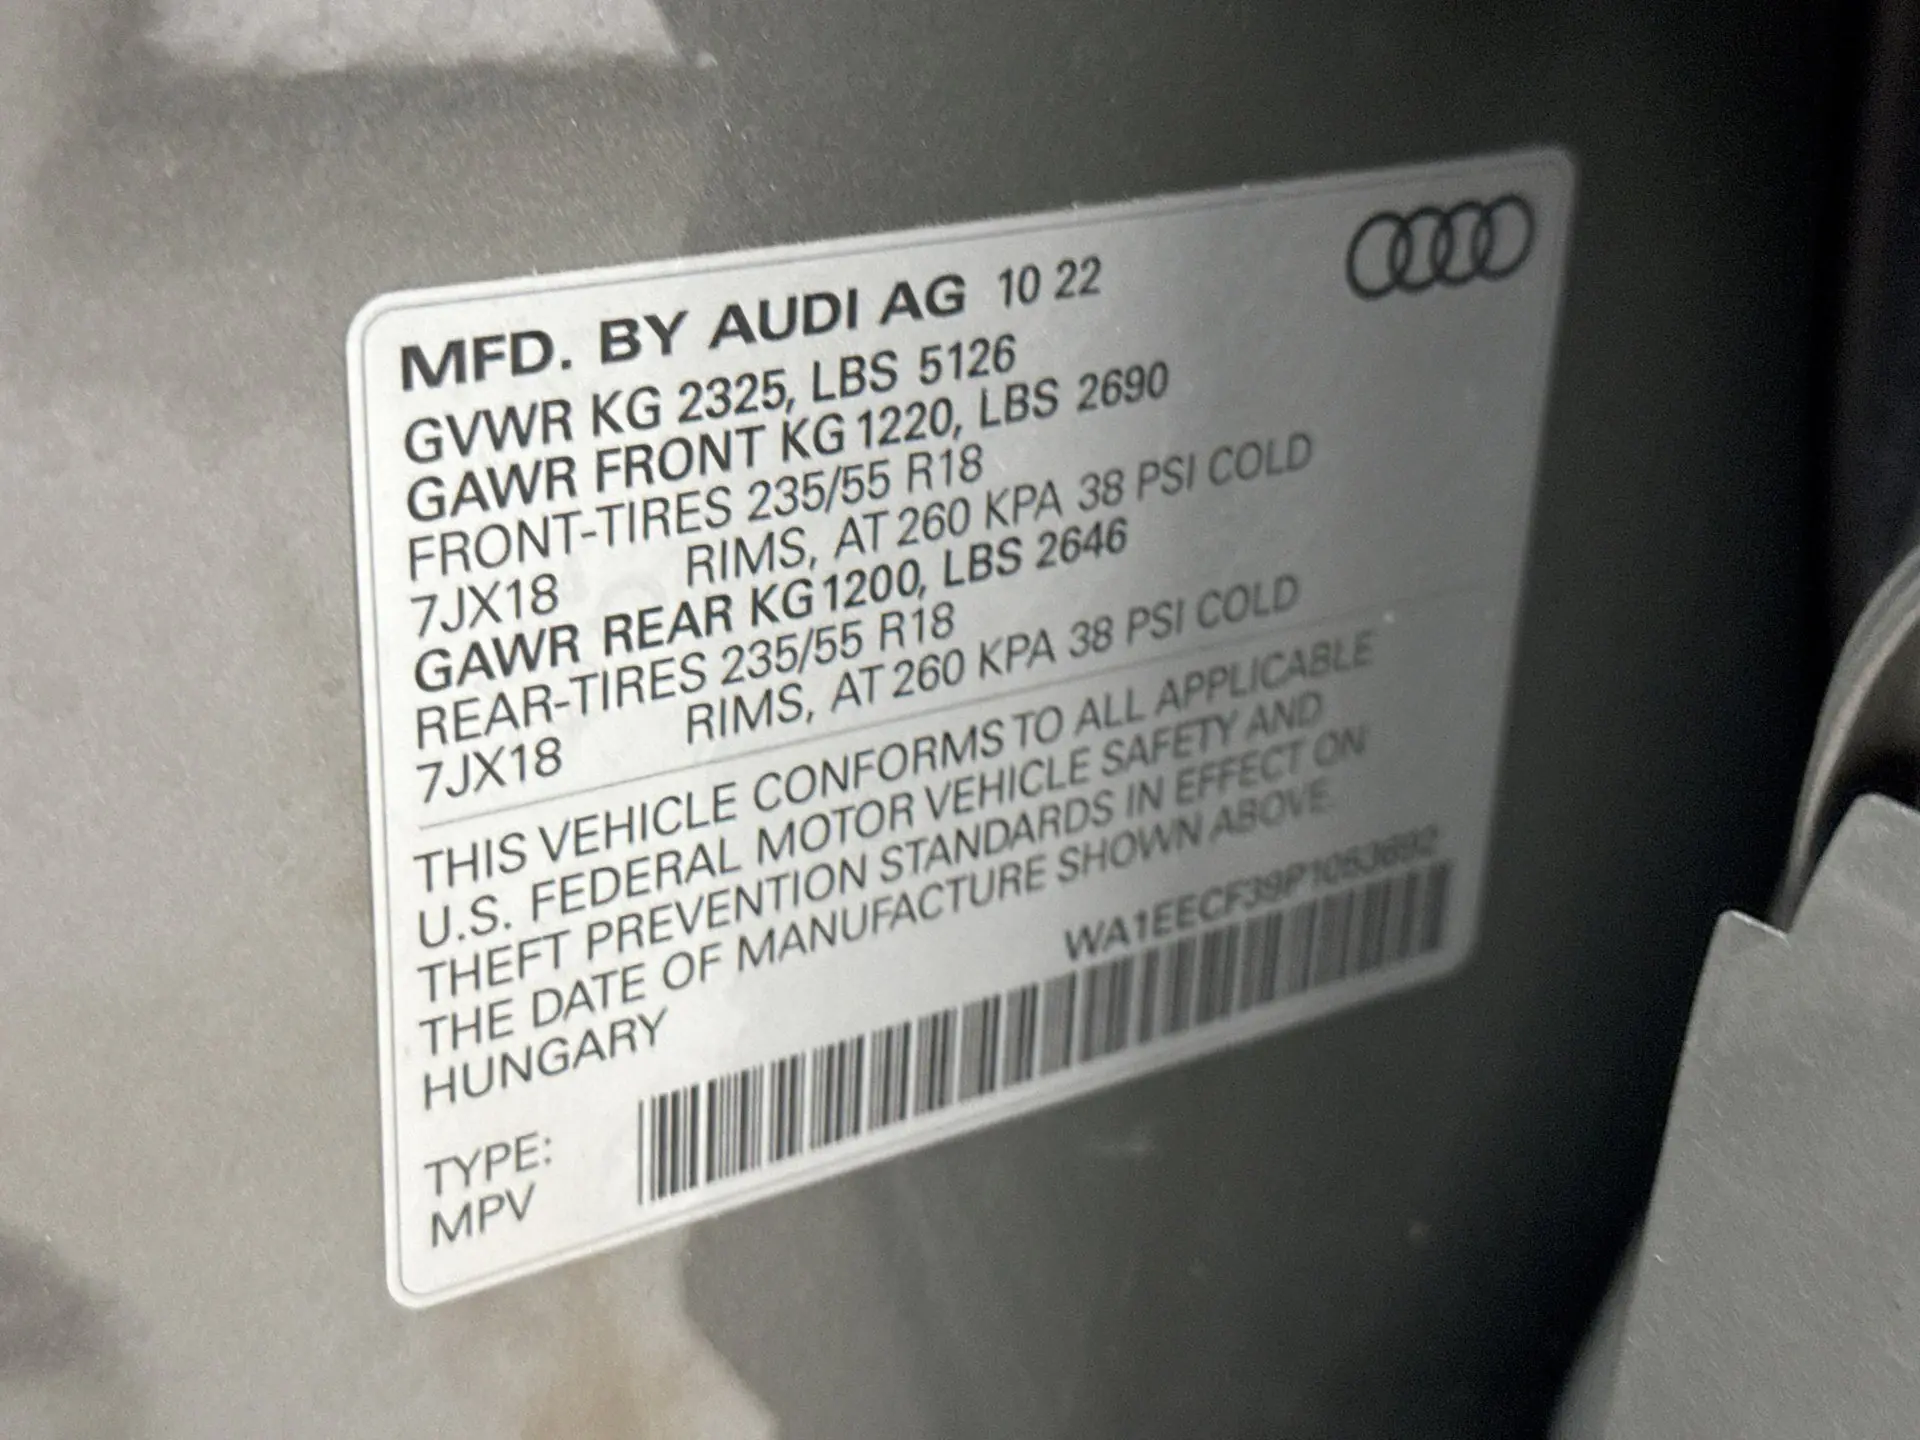 MFD. BY AUDI AG 10 22
GVWR KG 2325, LBS 5126
GAWR FRONT KG 1220, LBS 2690
FRONT-TIRES 235/55 R18
7JX18 RIMS, AT 260 KPA 38 PSI COLD
GAWR REAR KG 1200, LBS 2646
REAR-TIRES 235/55 R18
7JX18 RIMS, AT 260 KPA 38 PSI COLD
THIS VEHICLE CONFORMS TO ALL APPLICABLE
U.S. FEDERAL MOTOR VEHICLE SAFETY AND
THEFT PREVENTION STANDARDS IN EFFECT ON
THE DATE OF MANUFACTURE SHOWN ABOVE.
HUNGARY
WA1EECF39P1053692
TYPE:
MPV